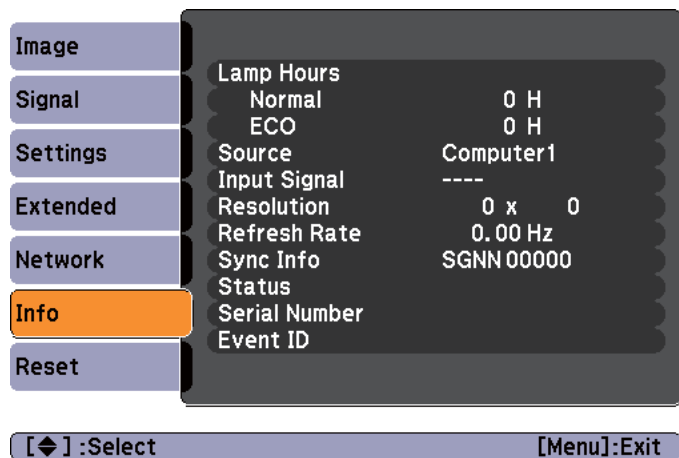 Image
Signal
Settings
Extended
Network
Info
Reset
Lamp Hours
Normal 0 H
ECO 0 H
Source Computer1
Input Signal ----
Resolution 0 x 0
Refresh Rate 0.00 Hz
Sync Info SGNN 00000
Status
Serial Number
Event ID
[◆] :Select [Menu]:Exit